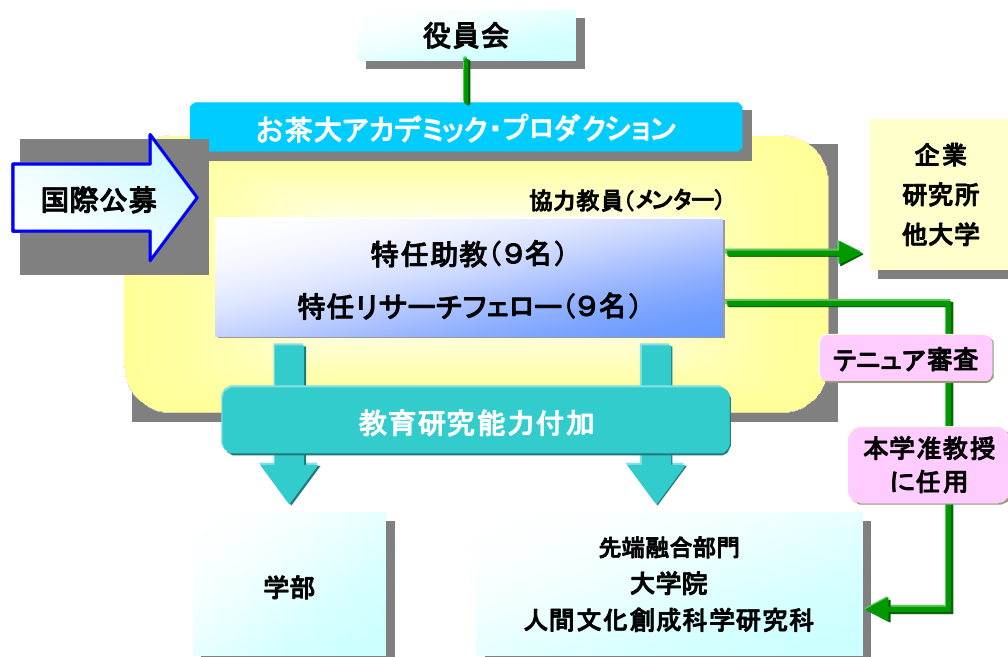 役員会
お茶大アカデミック・プロダクション
国際公募
企業
研究所
他大学
協力教員(メンター)
特任助教(9名)
特任リサーチフェロー(9名)
テニュア審査
教育研究能力付加
本学准教授
に任用
学部
先端融合部門
大学院
人間文化創成科学研究科